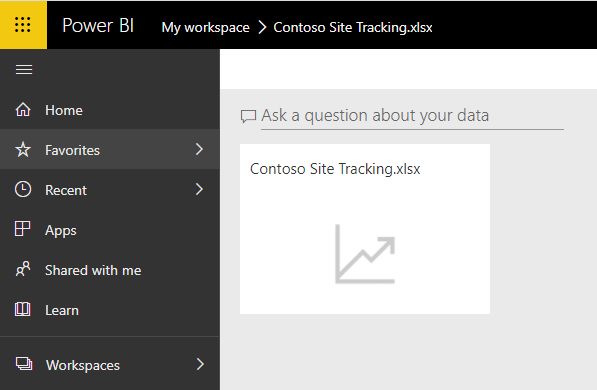 Power BI My workspace > Contoso Site Tracking.xlsx
Home
Favorites
Recent
Apps
Shared with me
Learn
Workspaces
Ask a question about your data
Contoso Site Tracking.xlsx